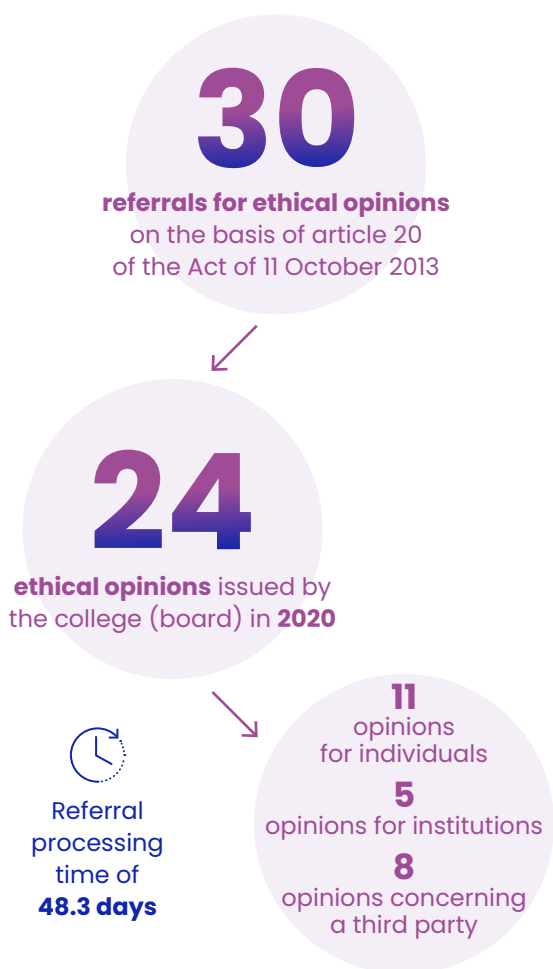 30
referrals for ethical opinions
on the basis of article 20
of the Act of 11 October 2013
24
ethical opinions issued by
the college (board) in 2020
11
opinions
for individuals
5
opinions for institutions
8
opinions concerning
a third party
Referral
processing
time of
48.3 days